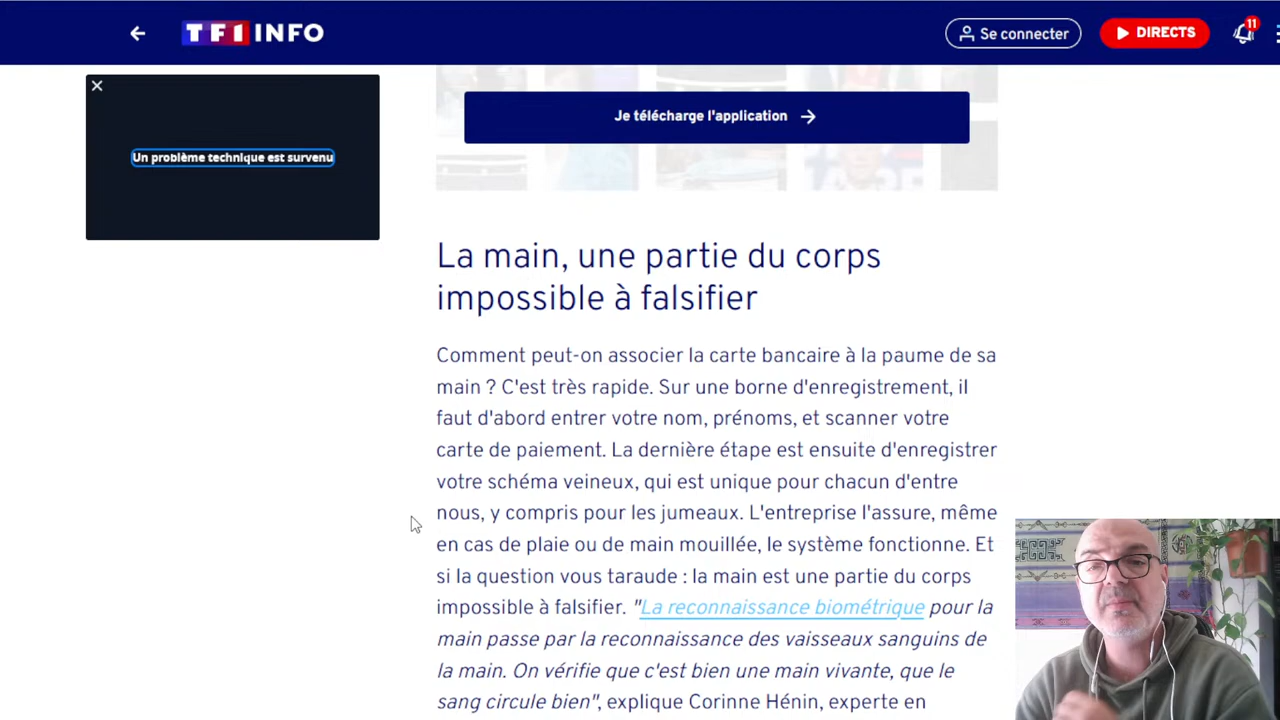 TF1 INFO
Se connecter
DIRECTS
11
Un problème technique est survenu
Je télécharge l'application
La main, une partie du corps
impossible à falsifier
Comment peut-on associer la carte bancaire à la paume de sa
main ? C'est très rapide. Sur une borne d'enregistrement, il
faut d'abord entrer votre nom, prénoms, et scanner votre
carte de paiement. La dernière étape est ensuite d'enregistrer
votre schéma veineux, qui est unique pour chacun d'entre
nous, y compris pour les jumeaux. L'entreprise l'assure, même
en cas de plaie ou de main mouillée, le système fonctionne. Et
si la question vous taraude : la main est une partie du corps
impossible à falsifier. "La reconnaissance biométrique pour la
main passe par la reconnaissance des vaisseaux sanguins de
la main. On vérifie que c'est bien une main vivante, que le
sang circule bien", explique Corinne Hénin, experte en